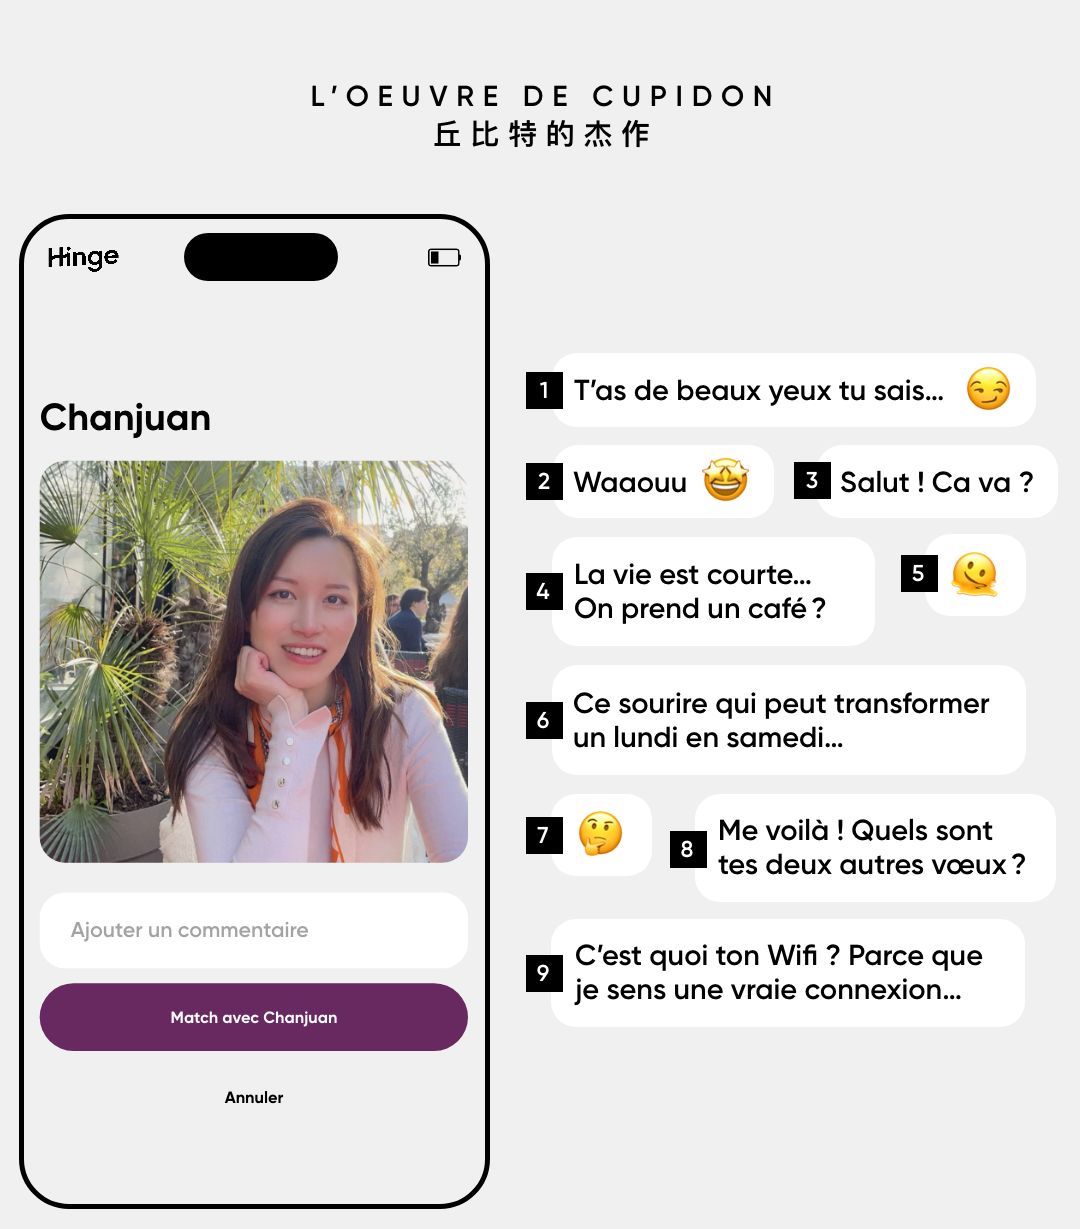 L'OEUVRE DE CUPIDON
丘比特的杰作
Hinge
Chanjuan
Ajouter un commentaire
Match avec Chanjuan
Annuler
1 T'as de beaux yeux tu sais... 😏
2 Waaouu 🤩
3 Salut ! Ca va ?
4 La vie est courte...
On prend un café ?
5 🫠
6 Ce sourire qui peut transformer
un lundi en samedi...
7 🤔
8 Me voilà ! Quels sont
tes deux autres vœux ?
9 C'est quoi ton Wifi ? Parce que
je sens une vraie connexion...